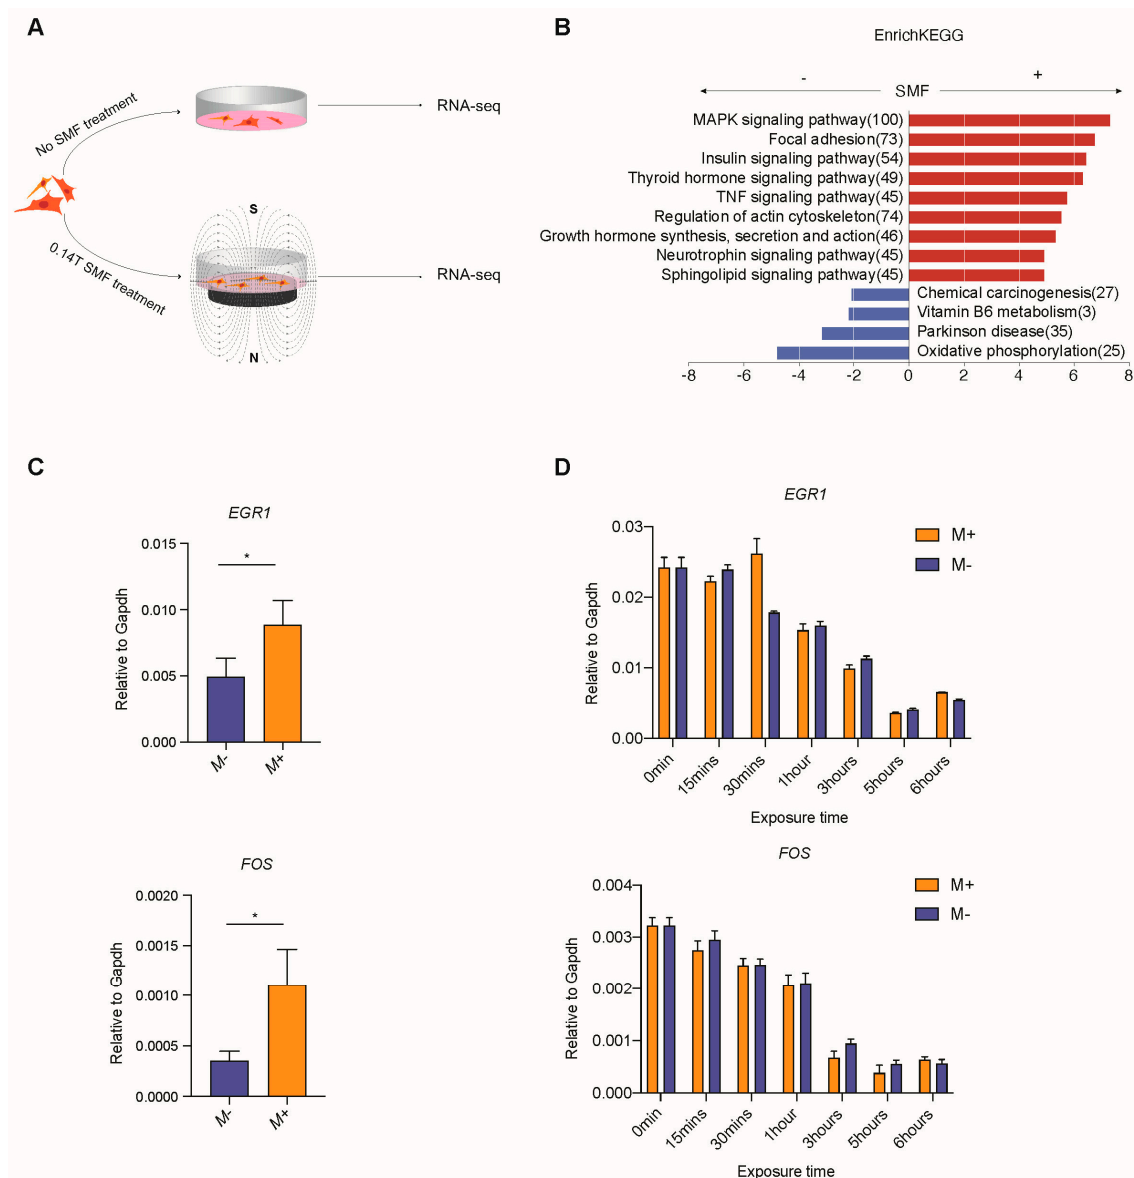 A
No SMF treatment
RNA-seq
0.14T SMF treatment
S
N
RNA-seq
B
EnrichKEGG
- +
SMF
MAPK signaling pathway(100)
Focal adhesion(73)
Insulin signaling pathway(54)
Thyroid hormone signaling pathway(49)
TNF signaling pathway(45)
Regulation of actin cytoskeleton(74)
Growth hormone synthesis, secretion and action(46)
Neurotrophin signaling pathway(45)
Sphingolipid signaling pathway(45)
Chemical carcinogenesis(27)
Vitamin B6 metabolism(3)
Parkinson disease(35)
Oxidative phosphorylation(25)
-8 -6 -4 -2 0 2 4 6 8
C
EGR1
Relative to Gapdh
0.015
0.010
0.005
0.000
*
M- M+
FOS
Relative to Gapdh
0.0020
0.0015
0.0010
0.0005
0.0000
*
M- M+
D
EGR1
Relative to Gapdh
0.03
0.02
0.01
0.00
M+
M-
0min 15mins 30mins 1hour 3hours 5hours 6hours
Exposure time
FOS
Relative to Gapdh
0.004
0.003
0.002
0.001
0.000
M+
M-
0min 15mins 30mins 1hour 3hours 5hours 6hours
Exposure time